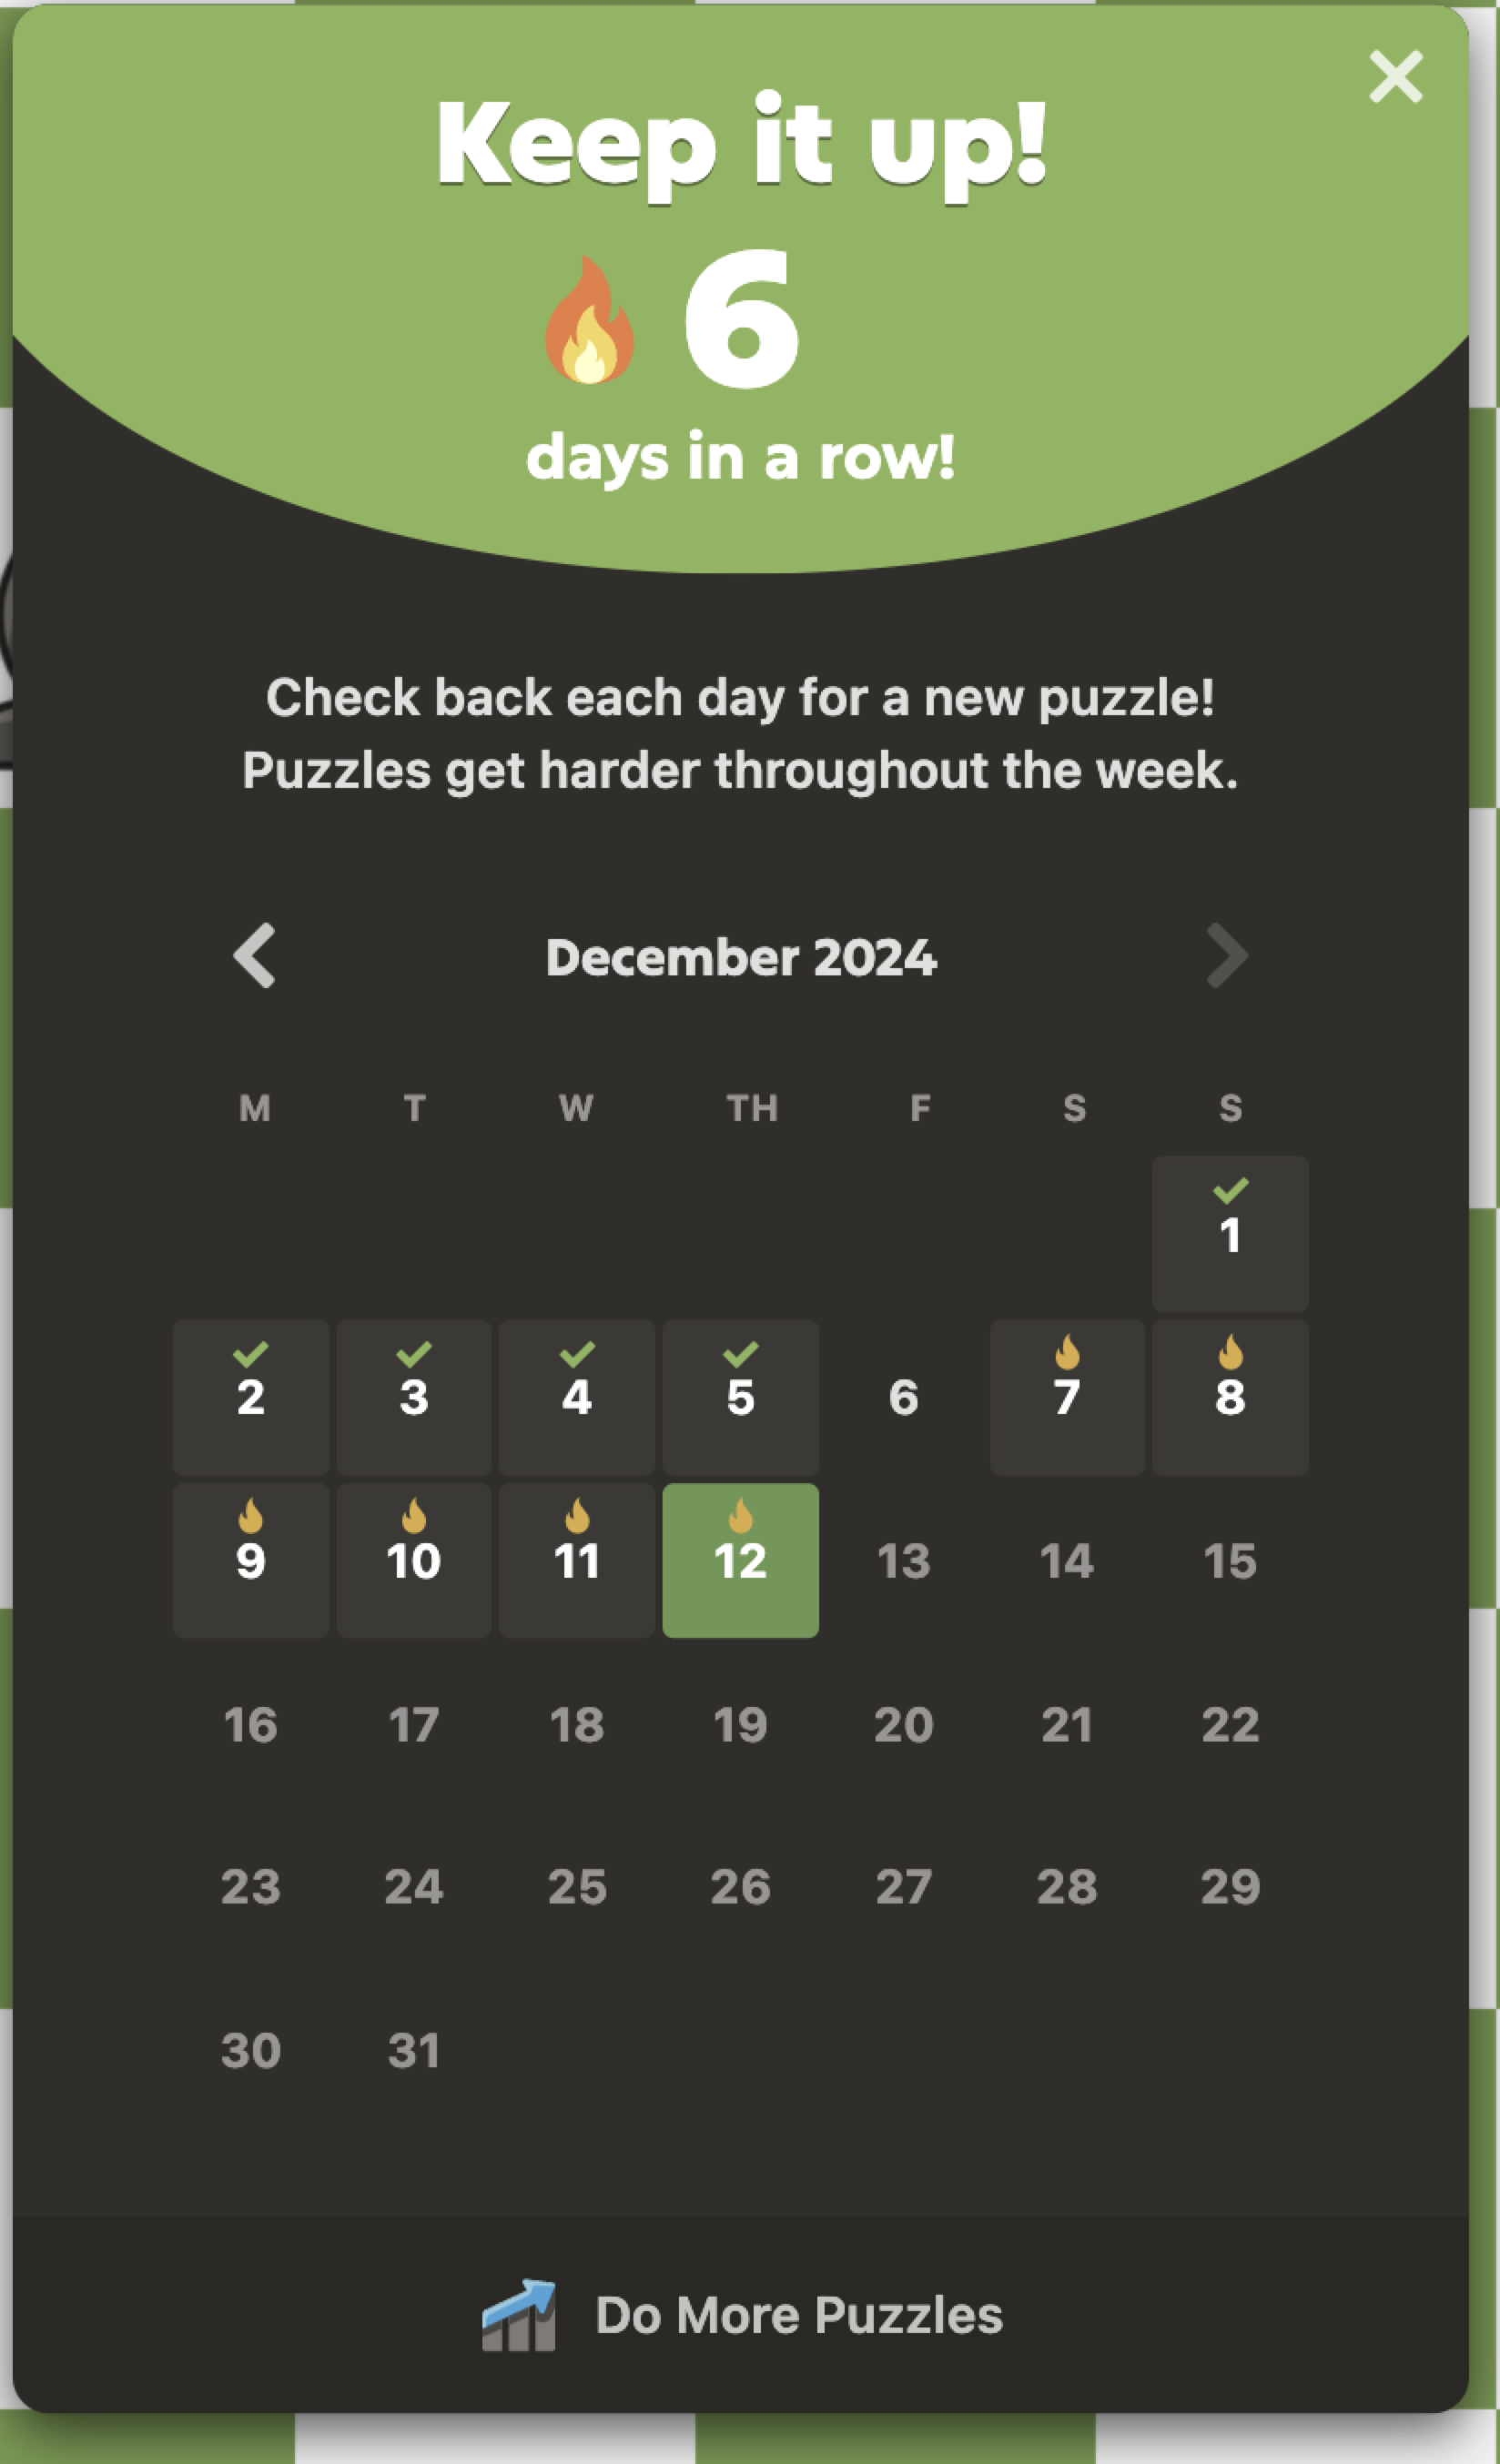 Keep it up!
6
days in a row!
Check back each day for a new puzzle!
Puzzles get harder throughout the week.
December 2024
M T W TH F S S
1
2 3 4 5 6 7 8
9 10 11 12 13 14 15
16 17 18 19 20 21 22
23 24 25 26 27 28 29
30 31
Do More Puzzles